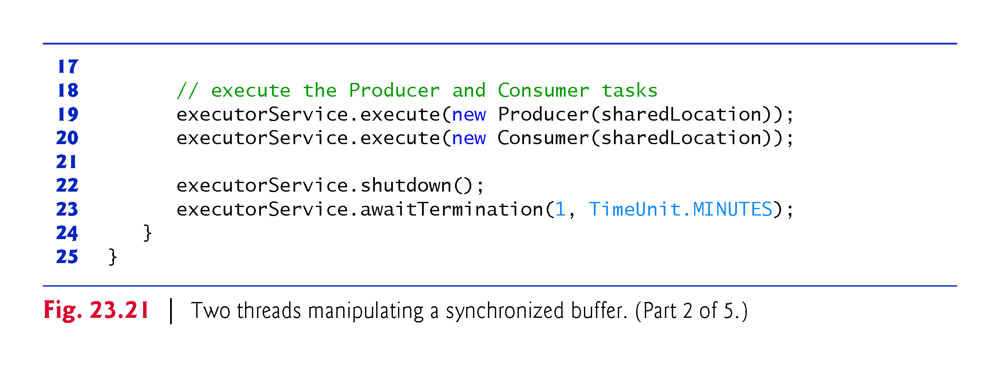 17
18 // execute the Producer and Consumer tasks
19 executorService.execute(new Producer(sharedLocation));
20 executorService.execute(new Consumer(sharedLocation));
21
22 executorService.shutdown();
23 executorService.awaitTermination(1, TimeUnit.MINUTES);
24 }
25 }
Fig. 23.21 | Two threads manipulating a synchronized buffer. (Part 2 of 5.)